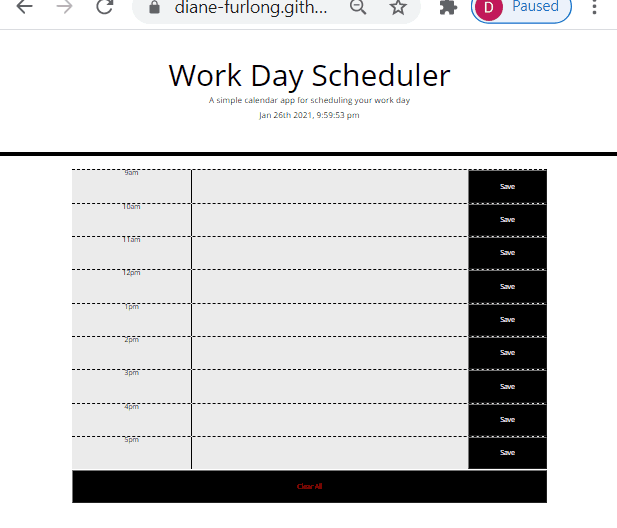 diane-furlong.gith... D Paused
Work Day Scheduler
A simple calendar app for scheduling your work day
Jan 26th 2021, 9:59:53 pm
9am Save
10am Save
11am Save
12pm Save
1pm Save
2pm Save
3pm Save
4pm Save
5pm Save
Clear All